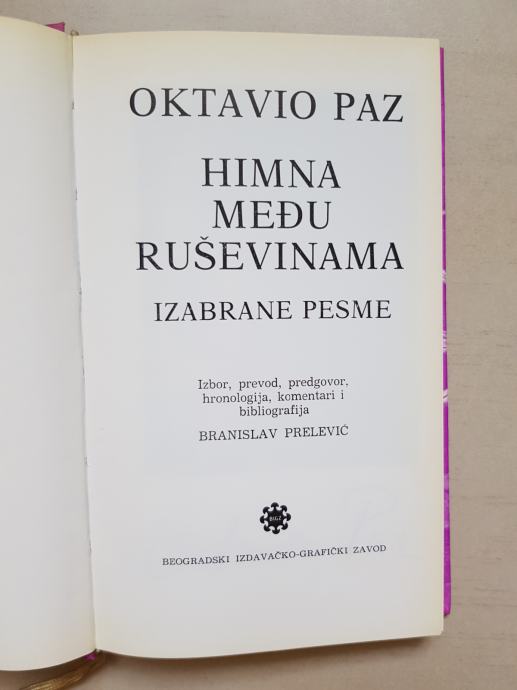 OKTAVIO PAZ
HIMNA
MEĐU
RUŠEVINAMA
IZABRANE PESME
Izbor, prevod, predgovor,
hronologija, komentari i
bibliografija
BRANISLAV PRELEVIĆ
BIGZ
BEOGRADSKI IZDAVAČKO-GRAFIČKI ZAVOD